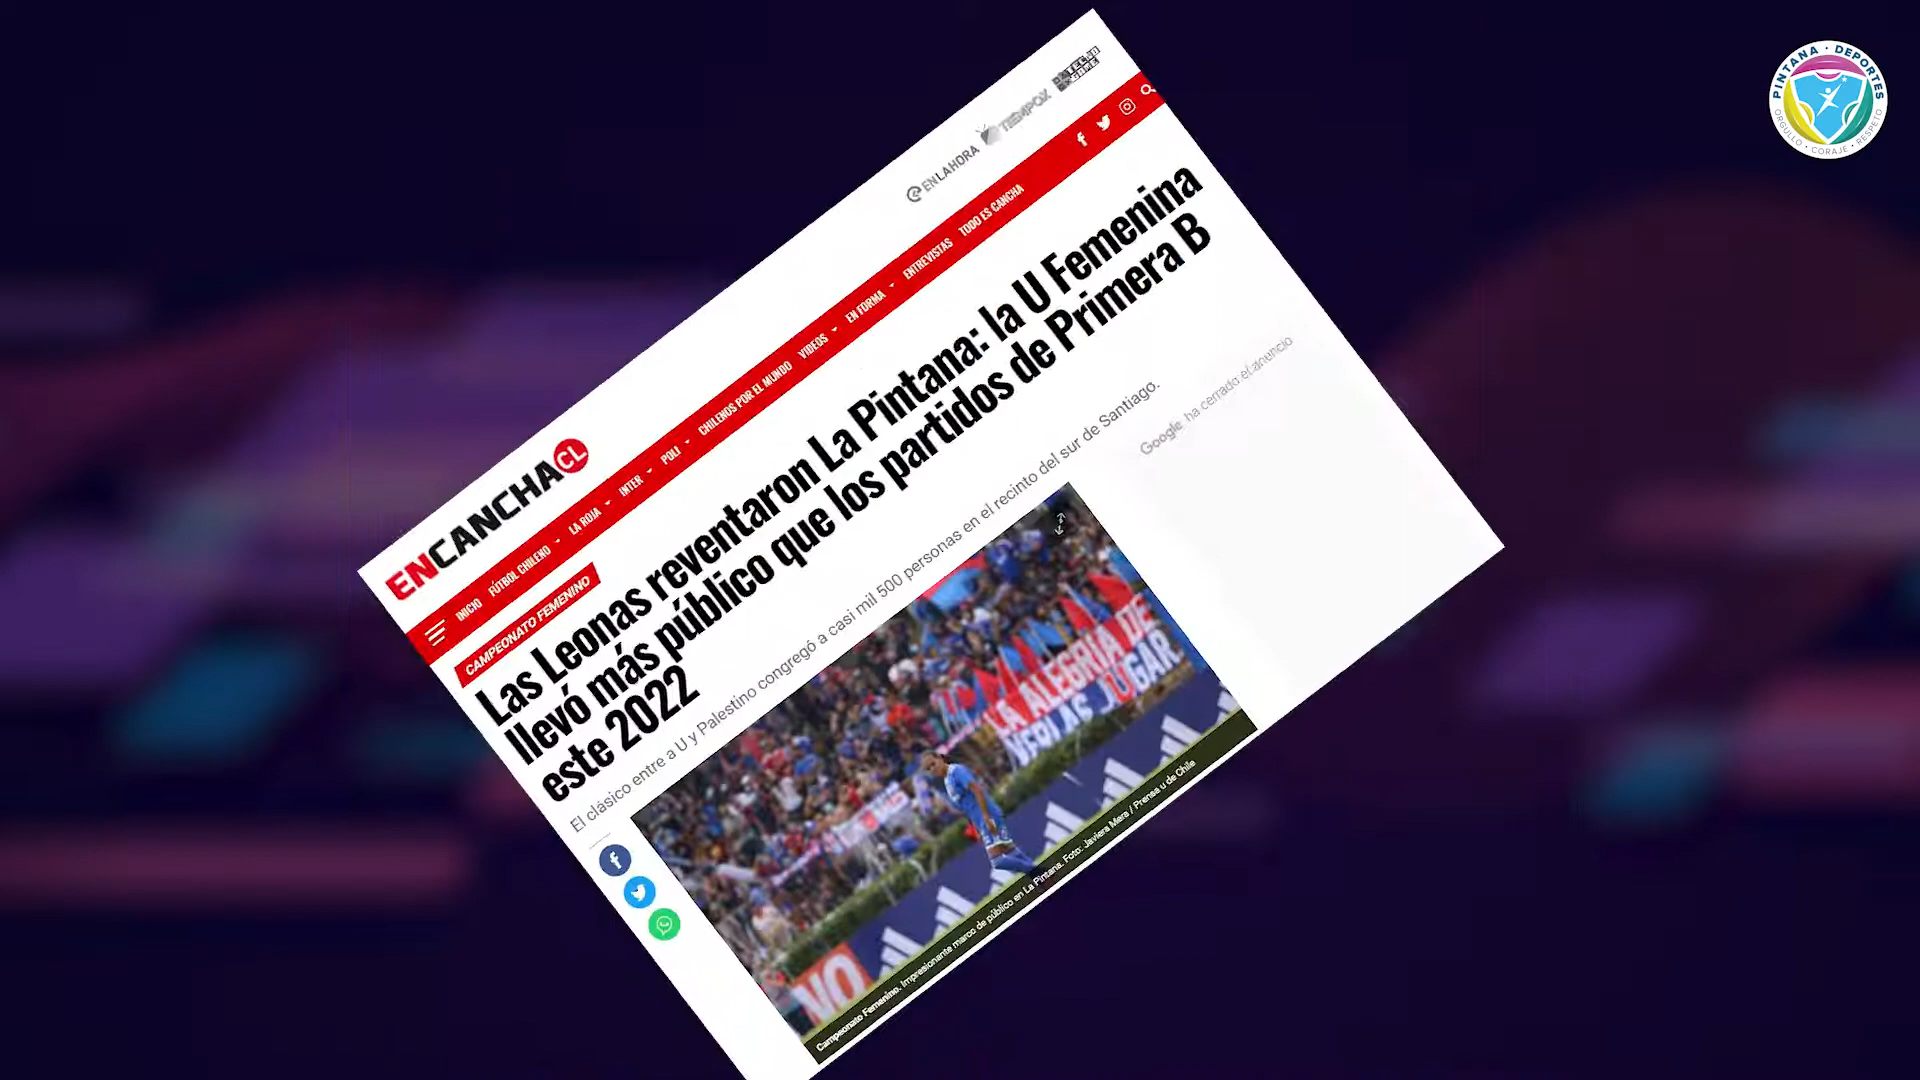 PINTANA · DEPORTES
ORGULLO · CORAJE · RESPETO
ENLAHORA
TIEMPOX
ENCANCHA CL
INICIO FÚTBOL CHILENO LA ROJA INTER POLI CHILENOS POR EL MUNDO VIDEOS EN FORMA ENTREVISTAS TODO ES CANCHA
CAMPEONATO FEMENINO
Las Leonas reventaron La Pintana: la U Femenina
llevó más público que los partidos de Primera B
este 2022
El clásico entre a U y Palestino congregó a casi mil 500 personas en el recinto del sur de Santiago.
Google ha cerrado el anuncio
LA ALEGRIA DE
VERLAS JUGAR
NO
Campeonato Femenino. Impresionante marco de público en La Pintana. Foto: Javiera Mera / Prensa u de Chile